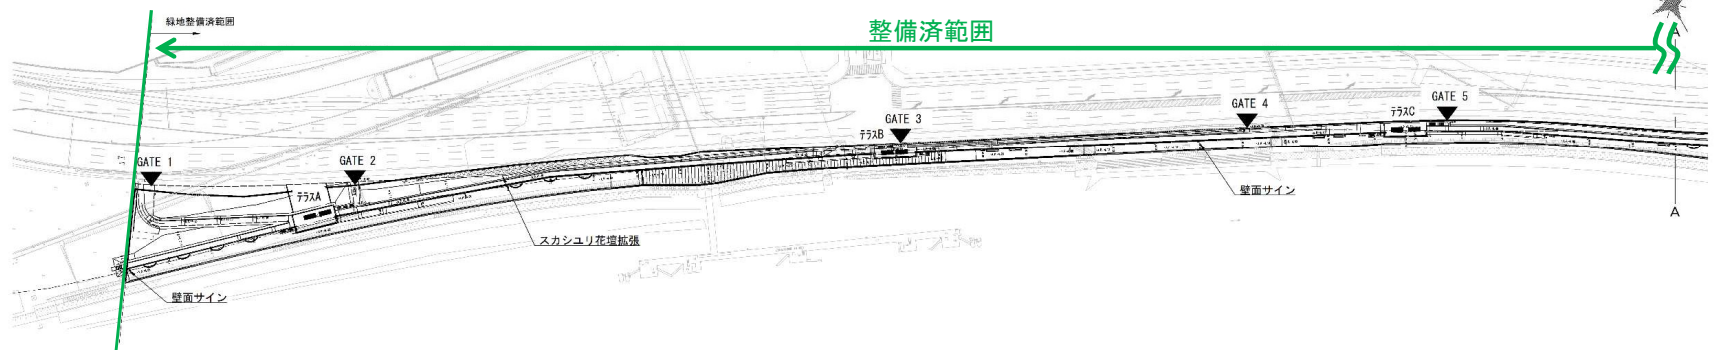 緑地整備済範囲
整備済範囲
A
GATE 1
GATE 2
GATE 3
GATE 4
GATE 5
ﾃﾗｽA
ﾃﾗｽB
ﾃﾗｽC
スカシユリ花壇拡張
壁面サイン
壁面サイン
A